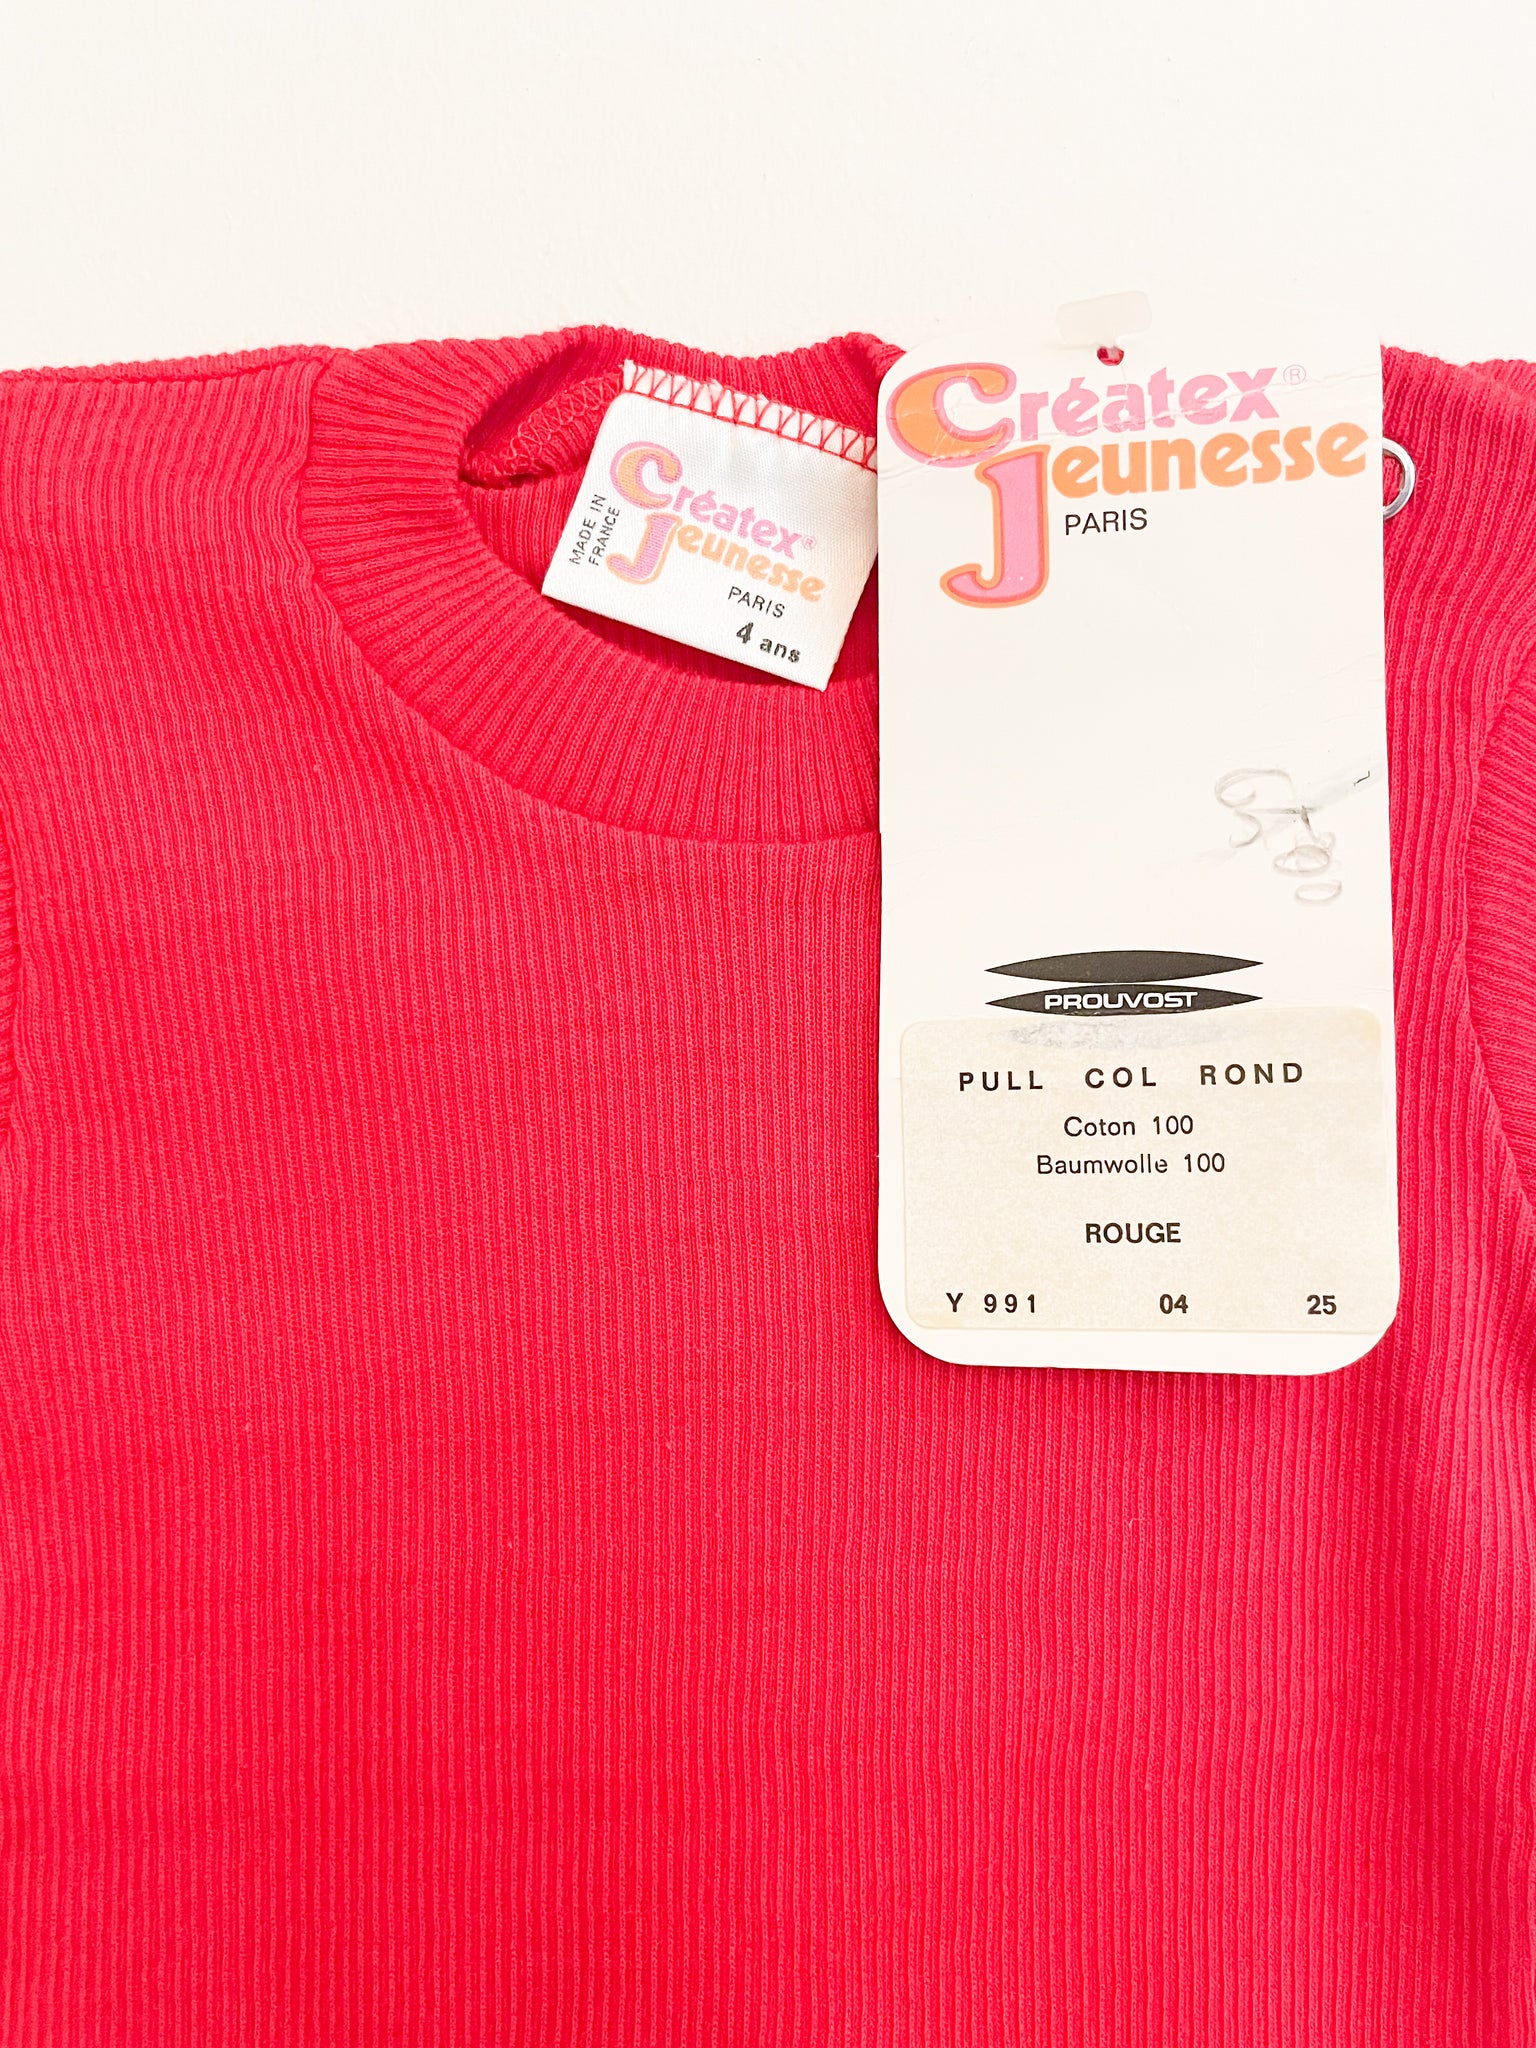 Créatex®
Jeunesse
PARIS
MADE IN
FRANCE
4 ans
Créatex®
Jeunesse
PARIS
PROUVOST
PULL COL ROND
Coton 100
Baumwolle 100
ROUGE
Y 991 04 25